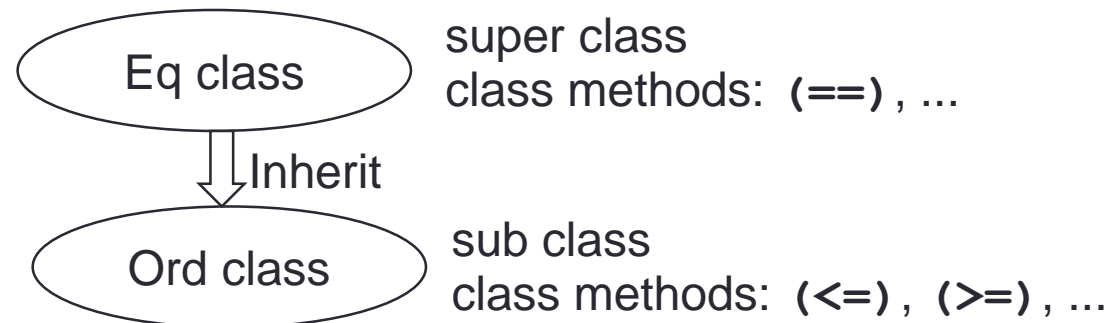 Eq class
super class
class methods: (==), ...
Inherit
Ord class
sub class
class methods: (<=), (>=), ...